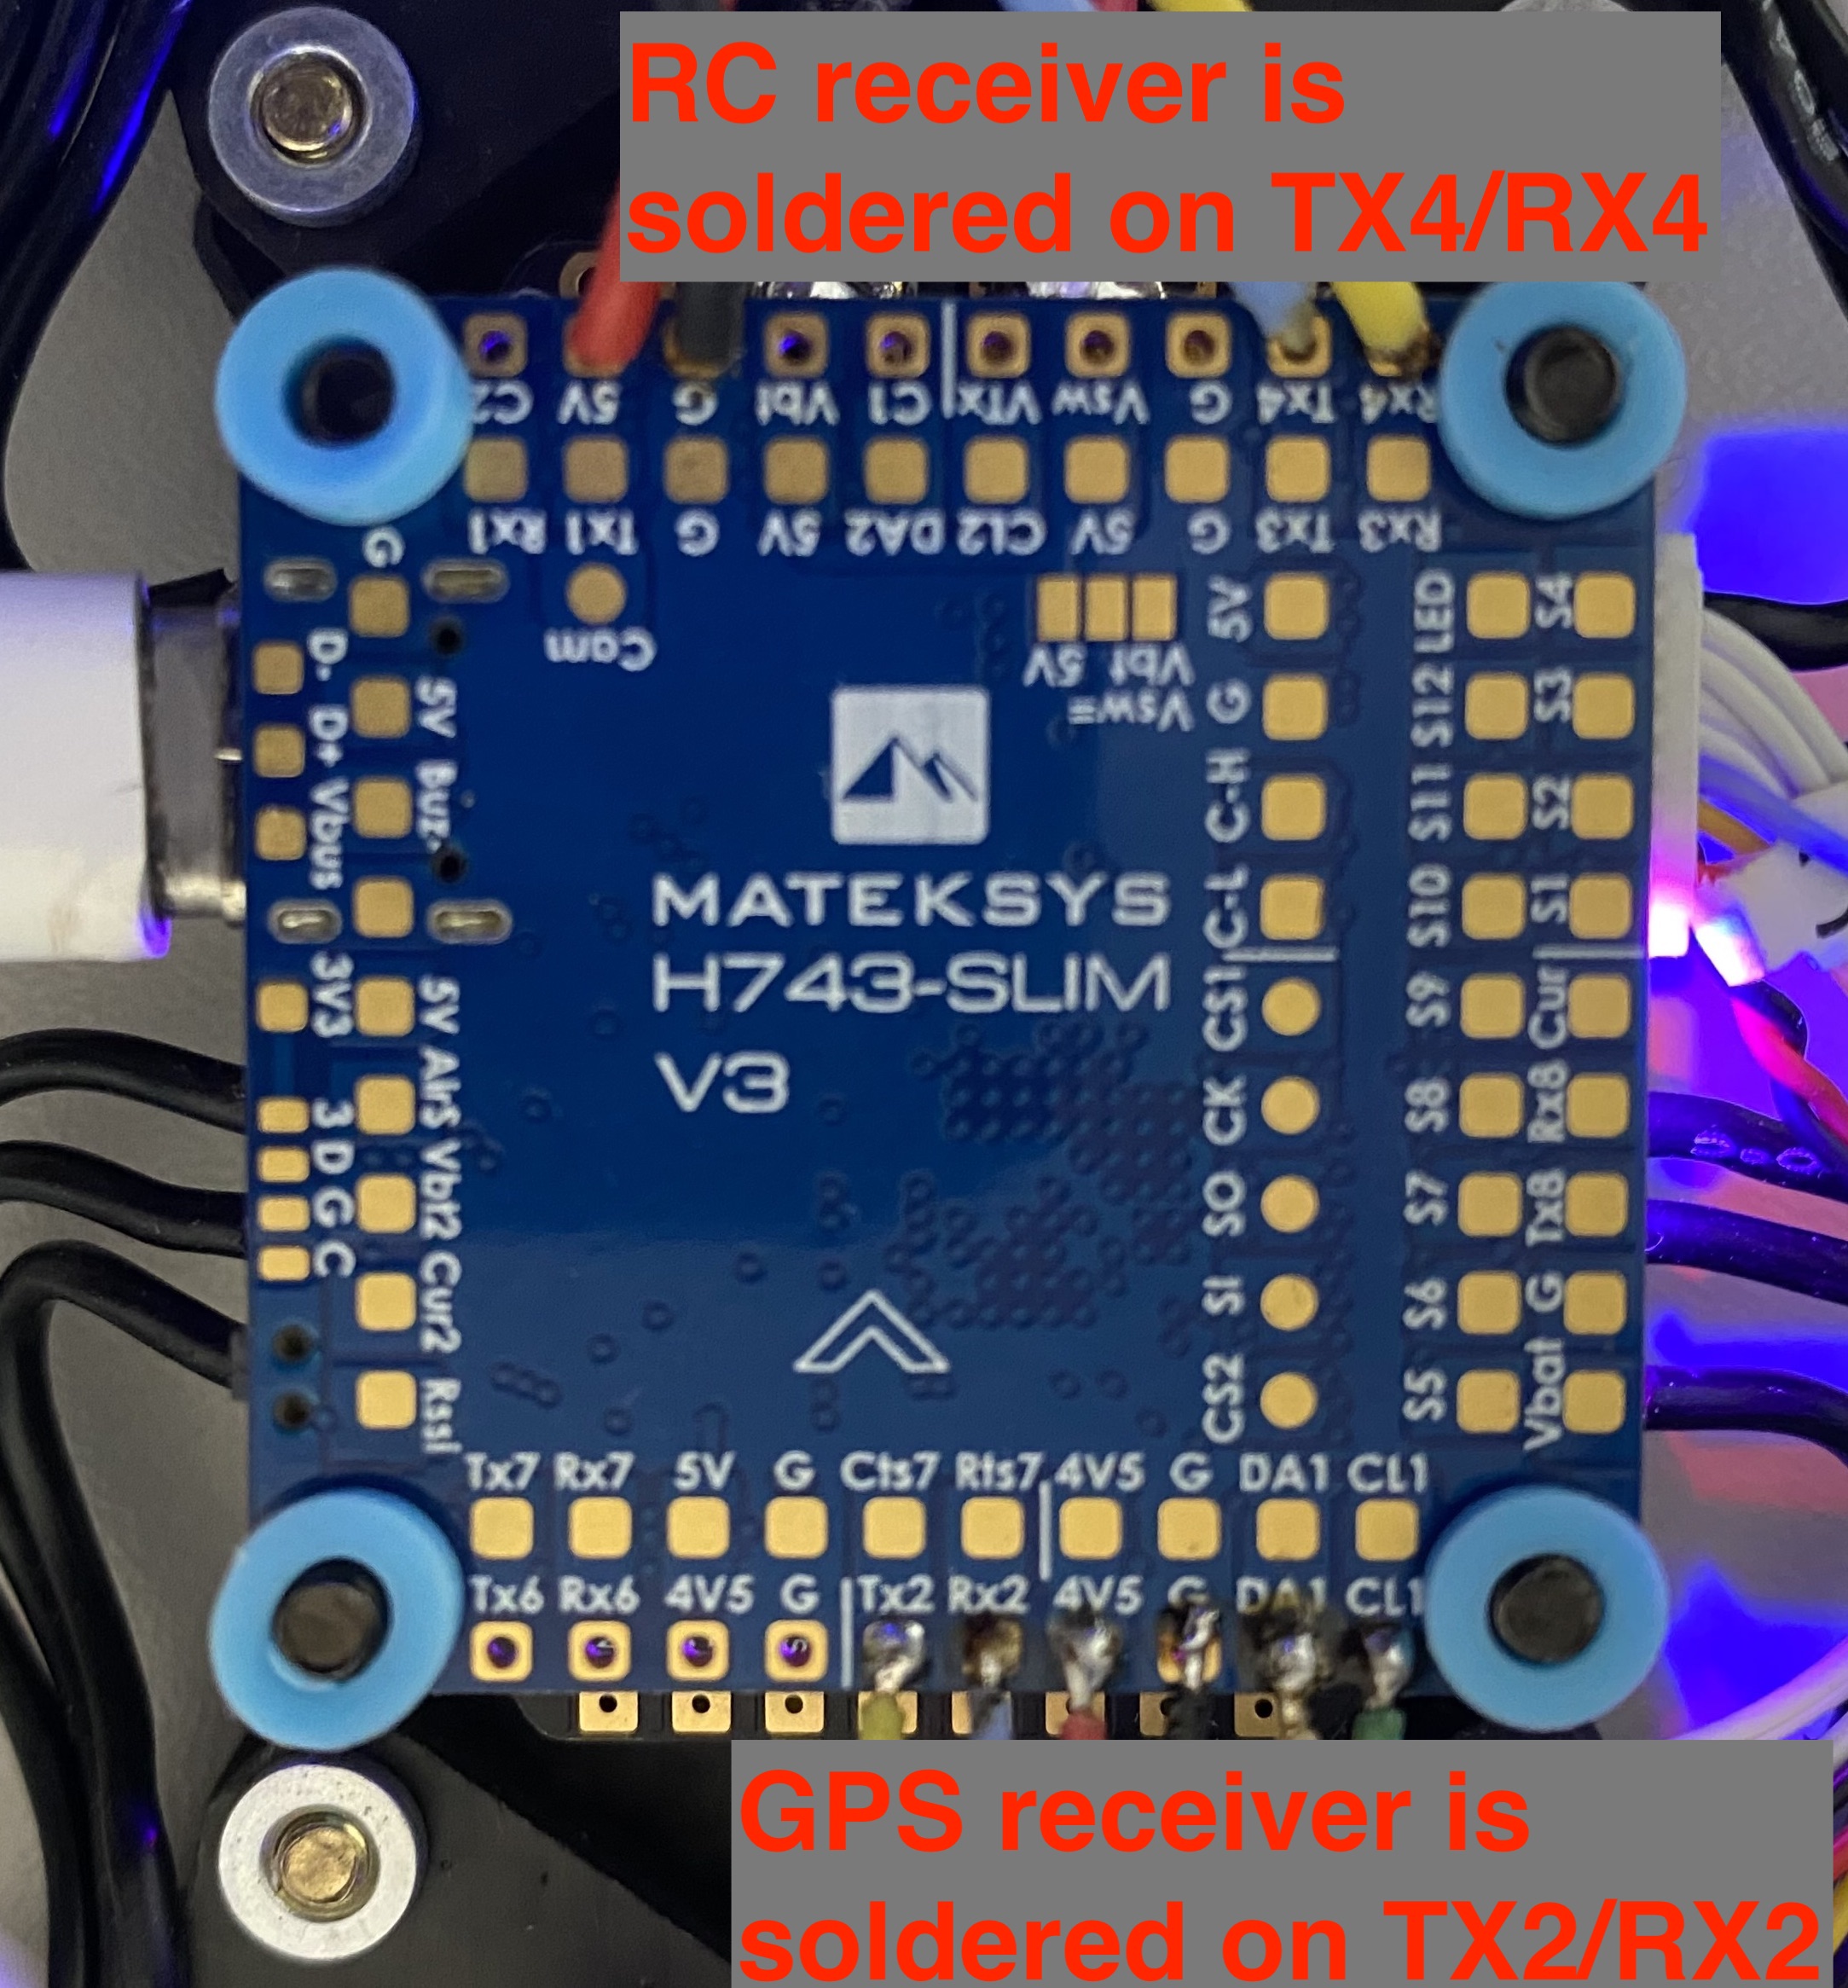 RC receiver is
soldered on TX4/RX4
C2 5V G Vbt C1 VTx Vsw G Tx4 Rx4
Rx1 Tx1 G 5V DA2 CL2 5V G Tx3 Rx3
G
D- D+ Vbus 3V3 3 D G C
5V Buz- 5V AirS Vbt2 Cur2 Rssi
Cam
5V Vbt
Vsw=
MATEKSYS
H743-SLIM
V3
5V G C-H C-L CS1 CK SO SI CS2
LED S12 S11 S10 S9 S8 S7 S6 S5
S4 S3 S2 S1 Cur Rx8 Tx8 G Vbat
Tx7 Rx7 5V G Cts7 Rts7 4V5 G DA1 CL1
Tx6 Rx6 4V5 G Tx2 Rx2 4V5 G DA1 CL1
GPS receiver is
soldered on TX2/RX2